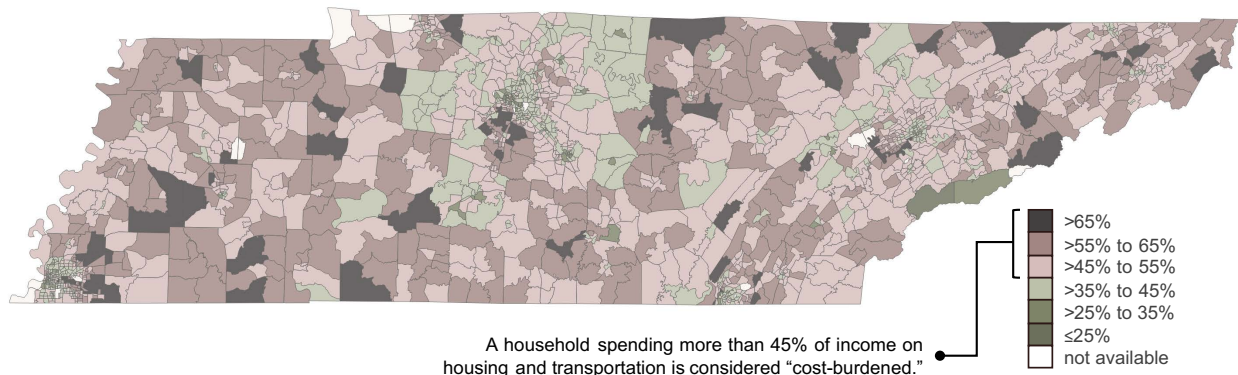 >65%
>55% to 65%
>45% to 55%
>35% to 45%
>25% to 35%
≤25%
not available
A household spending more than 45% of income on
housing and transportation is considered “cost-burdened.”